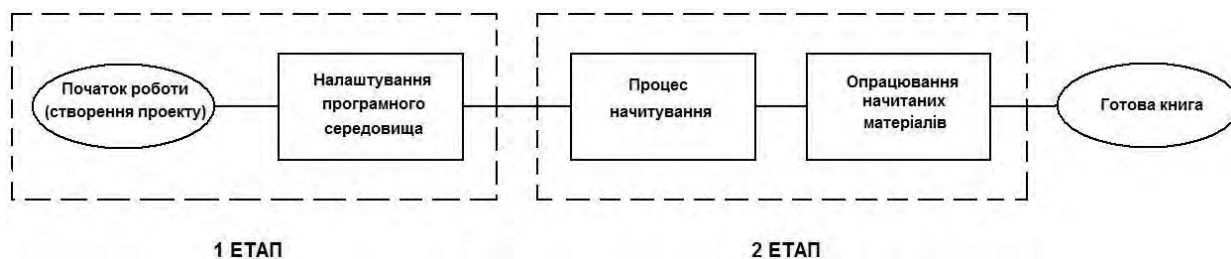 Початок роботи
(створення проекту)
Налаштування
програмного
середовища
Процес
начитування
Опрацювання
начитаних
матеріалів
Готова книга
1 ЕТАП
2 ЕТАП